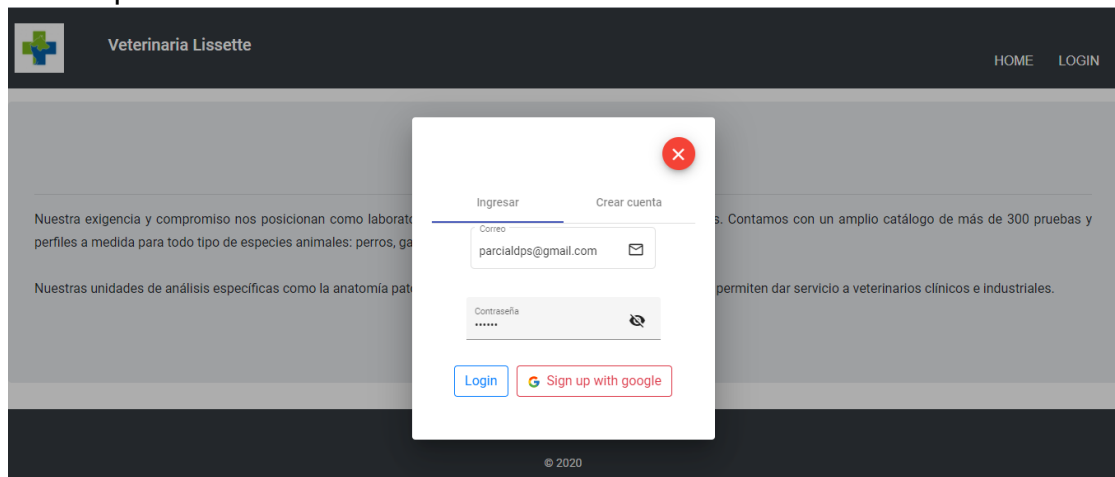 Veterinaria Lissette
HOME LOGIN
Ingresar Crear cuenta
Nuestra exigencia y compromiso nos posicionan como laborato s. Contamos con un amplio catálogo de más de 300 pruebas y
Correo
parcialdps@gmail.com
perfiles a medida para todo tipo de especies animales: perros, ga
Nuestras unidades de análisis específicas como la anatomía pat permiten dar servicio a veterinarios clínicos e industriales.
Contraseña
••••••
Login G Sign up with google
© 2020